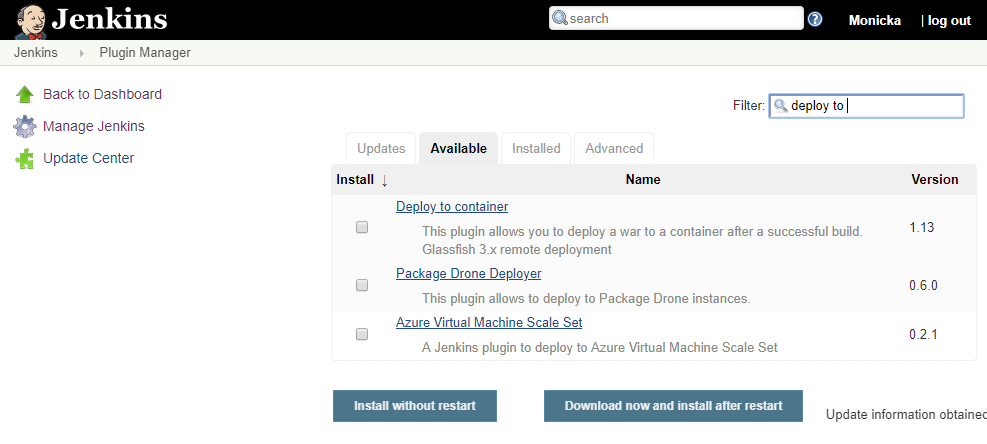 Jenkins
search
? Monicka | log out
Jenkins Plugin Manager
Back to Dashboard
Manage Jenkins
Update Center
Filter: deploy to
Updates Available Installed Advanced
Install ↓ Name Version
Deploy to container
This plugin allows you to deploy a war to a container after a successful build.
Glassfish 3.x remote deployment
1.13
Package Drone Deployer
This plugin allows to deploy to Package Drone instances.
0.6.0
Azure Virtual Machine Scale Set
A Jenkins plugin to deploy to Azure Virtual Machine Scale Set
0.2.1
Install without restart
Download now and install after restart
Update information obtained